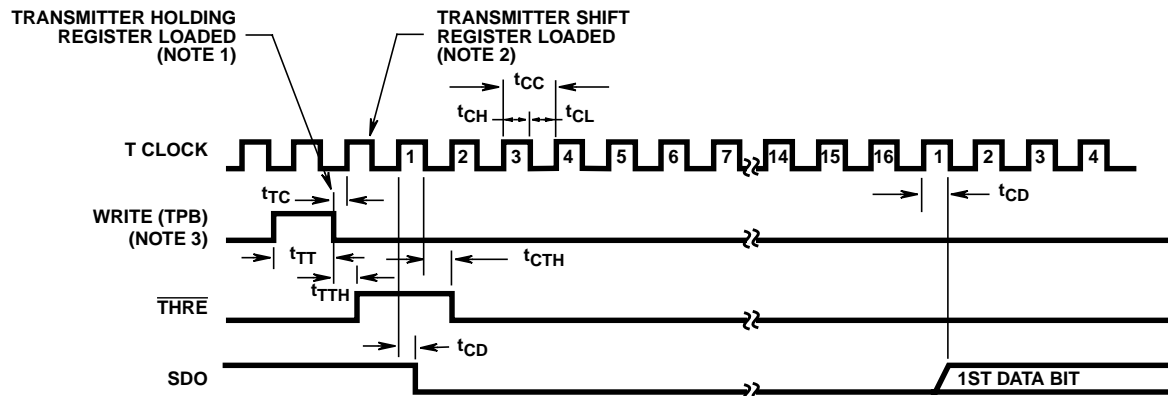 TRANSMITTER HOLDING
REGISTER LOADED
(NOTE 1)
TRANSMITTER SHIFT
REGISTER LOADED
(NOTE 2)
tCC
tCH
tCL
T CLOCK
1 2 3 4 5 6 7 14 15 16 1 2 3 4
tTC
tCD
WRITE (TPB)
(NOTE 3)
tTT
tCTH
tTTH
THRE
tCD
SDO
1ST DATA BIT